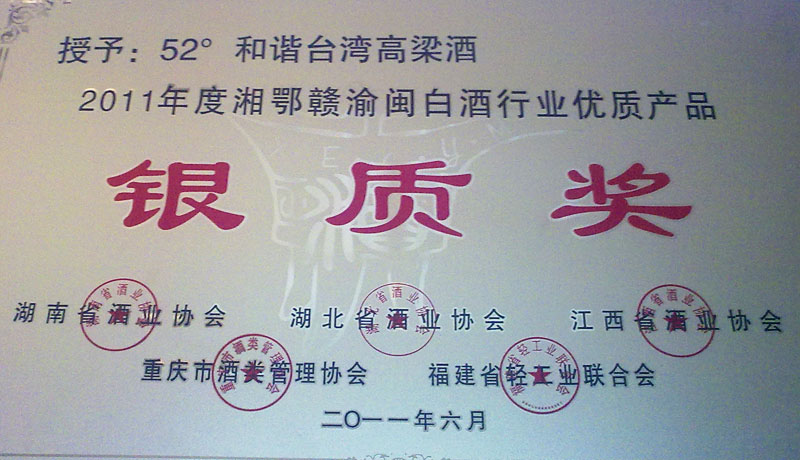 授予：52° 和谐台湾高梁酒
2011年度湘鄂赣渝闽白酒行业优质产品
银质奖
湖南省酒业协会 湖北省酒业协会 江西省酒业协会
重庆市酒类管理协会 福建省轻工业联合会
二〇一一年六月